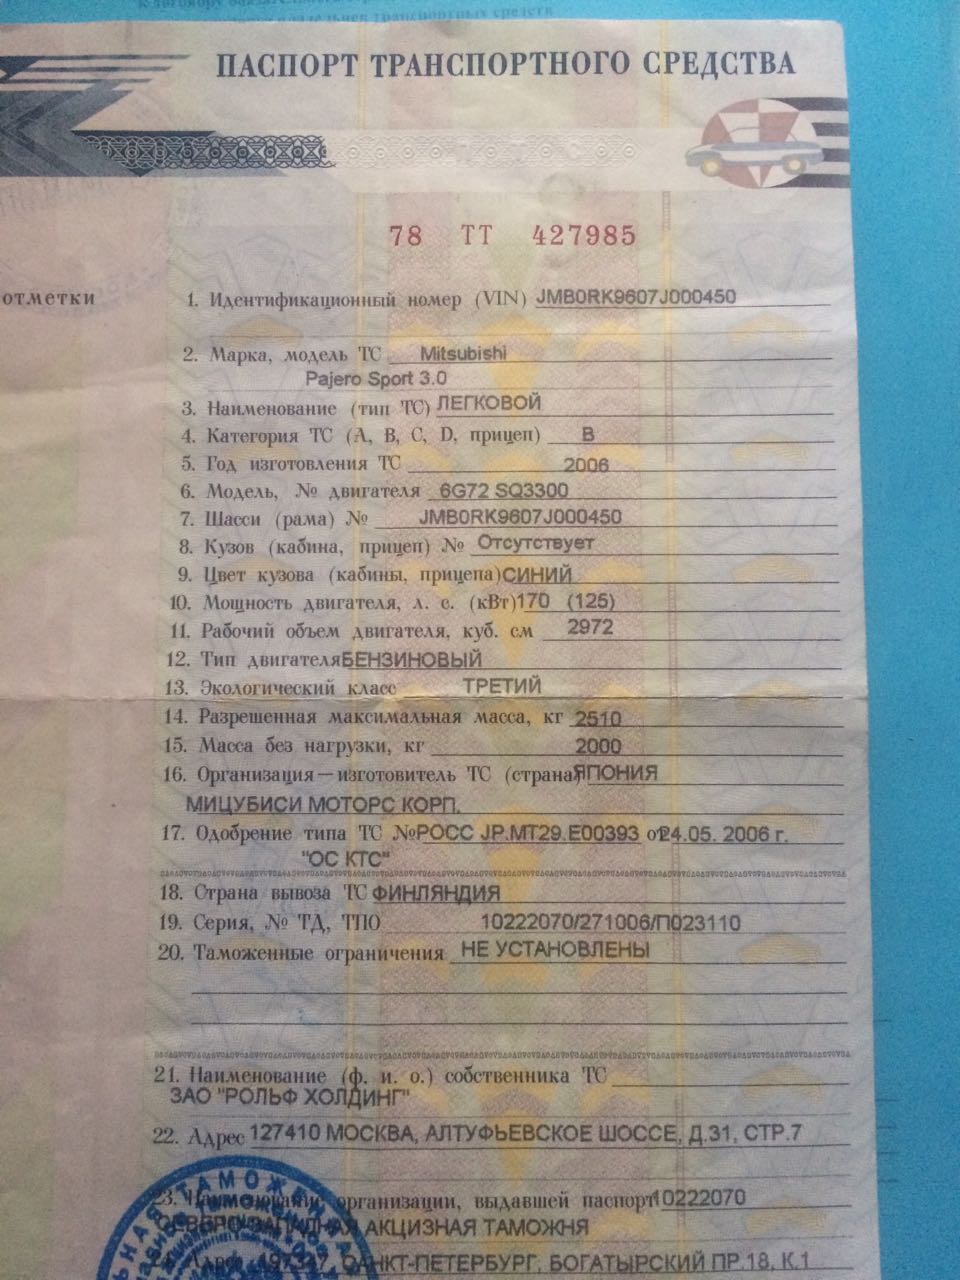 ПАСПОРТ ТРАНСПОРТНОГО СРЕДСТВА
78 ТТ 427985
отметки
1. Идентификационный номер (VIN) JMB0RK9607J000450
2. Марка, модель ТС Mitsubishi
Pajero Sport 3.0
3. Наименование (тип ТС) ЛЕГКОВОЙ
4. Категория ТС (A, B, C, D, прицеп) B
5. Год изготовления ТС 2006
6. Модель, № двигателя 6G72 SQ3300
7. Шасси (рама) № JMB0RK9607J000450
8. Кузов (кабина, прицеп) № Отсутствует
9. Цвет кузова (кабины, прицепа) СИНИЙ
10. Мощность двигателя, л. с. (кВт) 170 (125)
11. Рабочий объем двигателя, куб. см 2972
12. Тип двигателя БЕНЗИНОВЫЙ
13. Экологический класс ТРЕТИЙ
14. Разрешенная максимальная масса, кг 2510
15. Масса без нагрузки, кг 2000
16. Организация—изготовитель ТС (страна) ЯПОНИЯ
МИЦУБИСИ МОТОРС КОРП.
17. Одобрение типа ТС № РОСС JP.MT29.E00393 от 24.05. 2006 г.
"ОС КТС"
18. Страна вывоза ТС ФИНЛЯНДИЯ
19. Серия, № ТД, ТПО 10222070/271006/П023110
20. Таможенные ограничения НЕ УСТАНОВЛЕНЫ
21. Наименование (ф. и. о.) собственника ТС
ЗАО "РОЛЬФ ХОЛДИНГ"
22. Адрес 127410 МОСКВА, АЛТУФЬЕВСКОЕ ШОССЕ, Д.31, СТР.7
23. Наименование организации, выдавшей паспорт 10222070
СЕВЕРО-ЗАПАДНАЯ АКЦИЗНАЯ ТАМОЖНЯ
24. Адрес 197347, САНКТ-ПЕТЕРБУРГ, БОГАТЫРСКИЙ ПР.18, К.1